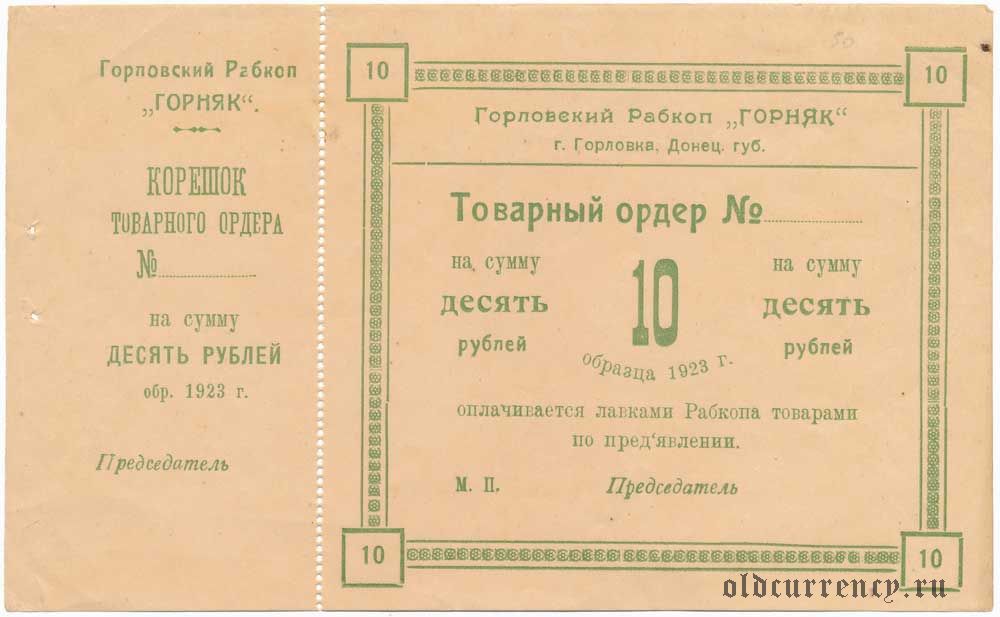 Горловский Рабкоп
„ГОРНЯК“.
КОРЕШОК
ТОВАРНОГО ОРДЕРА
№
на сумму
ДЕСЯТЬ РУБЛЕЙ
обр. 1923 г.
Председатель
10
10
Горловский Рабкоп „ГОРНЯК“
г. Горловка, Донец. губ.
Товарный ордер №
на сумму
десять
рублей
10
образца 1923 г.
на сумму
десять
рублей
оплачивается лавками Рабкопа товарами
по пред‘явлении.
М. П. Председатель
10
10
oldcurrency.ru